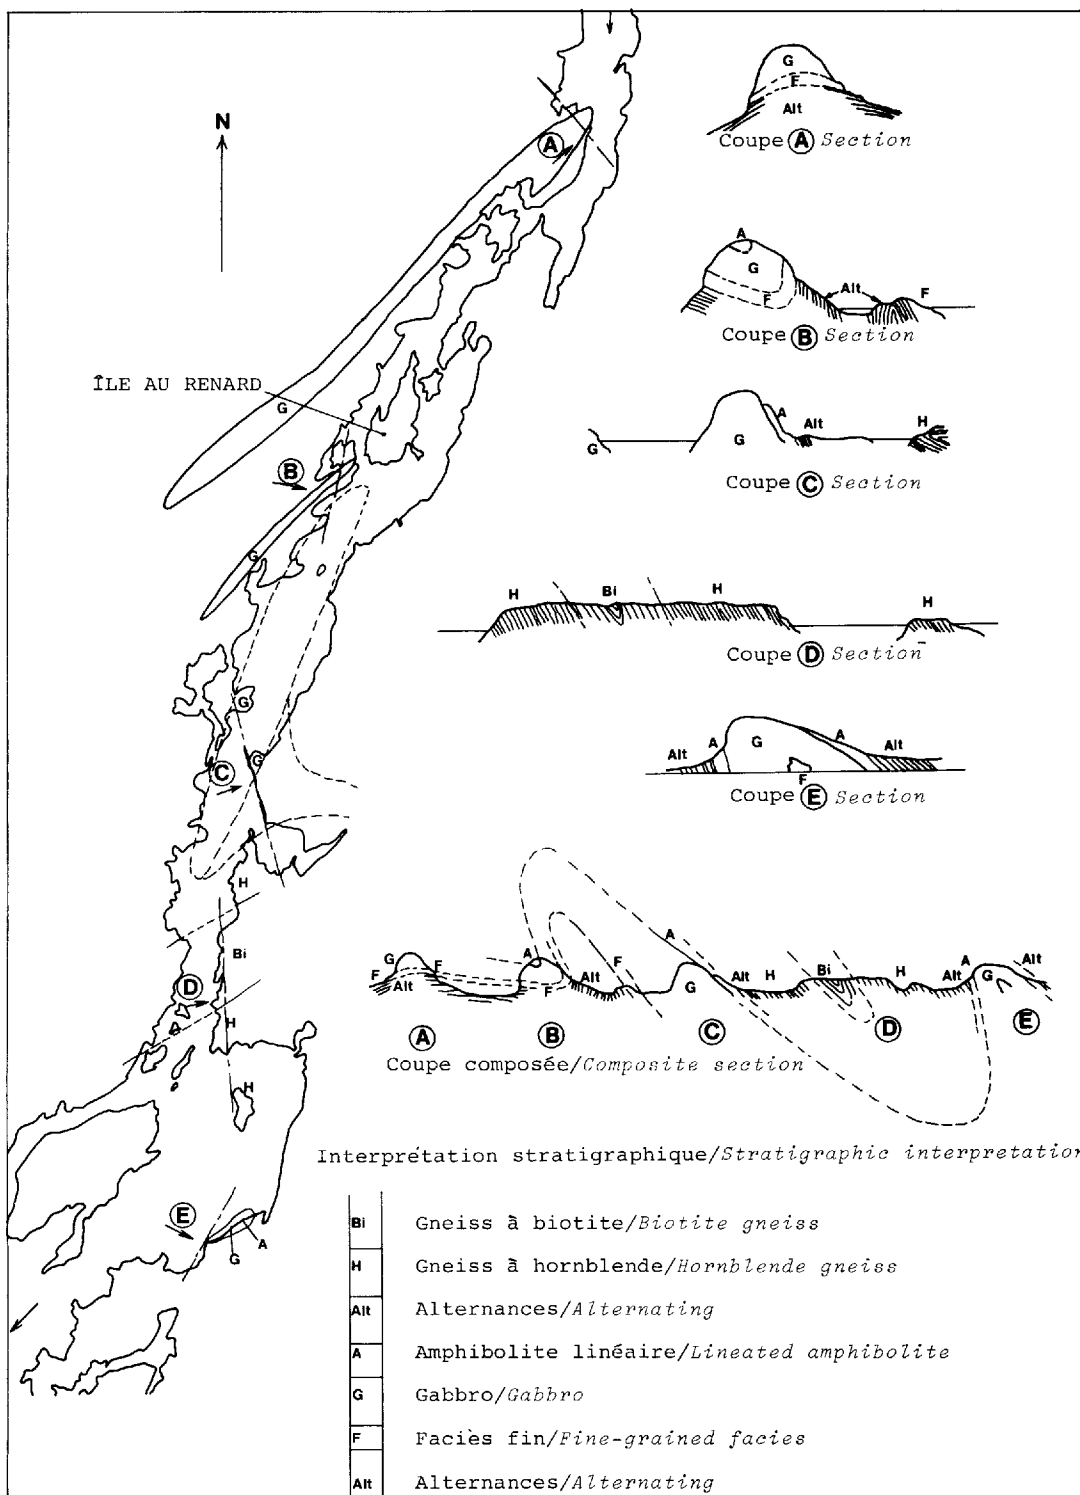 N
A
G
F
Alt
Coupe A Section
A
G
F
Alt
F
Coupe B Section
ÎLE AU RENARD
G
B
G
A
G
Alt
H
G
Coupe C Section
H
Bi
H
H
Coupe D Section
G
G
C
Alt
A
G
A
Alt
F
Coupe E Section
H
Bi
D
A
H
H
G
F
F
Alt
A
F
Alt
F
A
G
Alt
H
Bi
H
Alt
A
G
Alt
A
B
C
D
E
Coupe composée/Composite section
Interprétation stratigraphique/Stratigraphic interpretation
E
A
G
Bi Gneiss à biotite/Biotite gneiss
H Gneiss à hornblende/Hornblende gneiss
Alt Alternances/Alternating
A Amphibolite linéaire/Lineated amphibolite
G Gabbro/Gabbro
F Faciès fin/Fine-grained facies
Alt Alternances/Alternating